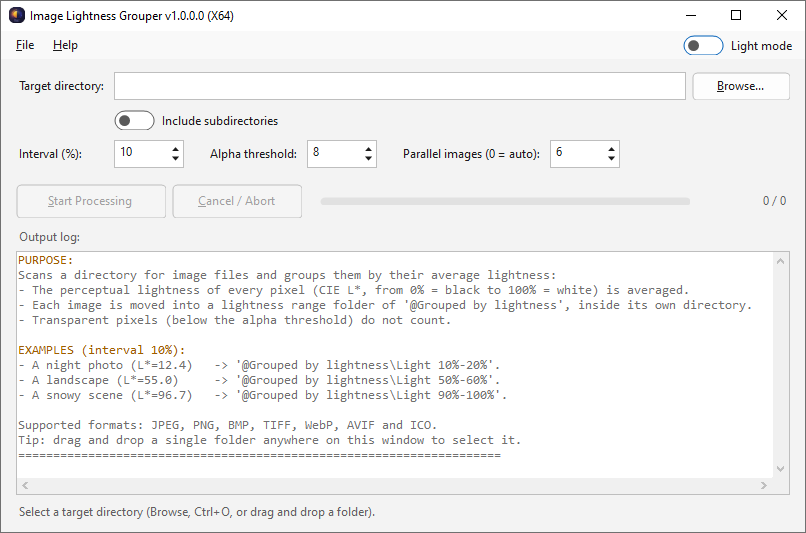 Image Lightness Grouper v1.0.0.0 (X64)
File Help Light mode
Target directory: Browse...
Include subdirectories
Interval (%): 10 Alpha threshold: 8 Parallel images (0 = auto): 6
Start Processing Cancel / Abort 0 / 0
Output log:
PURPOSE:
Scans a directory for image files and groups them by their average lightness:
- The perceptual lightness of every pixel (CIE L*, from 0% = black to 100% = white) is averaged.
- Each image is moved into a lightness range folder of '@Grouped by lightness', inside its own directory.
- Transparent pixels (below the alpha threshold) do not count.
EXAMPLES (interval 10%):
- A night photo (L*=12.4) -> '@Grouped by lightness\Light 10%-20%'.
- A landscape (L*=55.0) -> '@Grouped by lightness\Light 50%-60%'.
- A snowy scene (L*=96.7) -> '@Grouped by lightness\Light 90%-100%'.
Supported formats: JPEG, PNG, BMP, TIFF, WebP, AVIF and ICO.
Tip: drag and drop a single folder anywhere on this window to select it.
=====================================================================
Select a target directory (Browse, Ctrl+O, or drag and drop a folder).